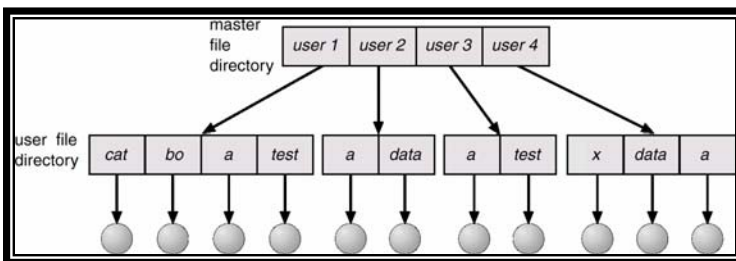 master
file
directory
user 1 user 2 user 3 user 4
user file
directory
cat bo a test a data a test x data a